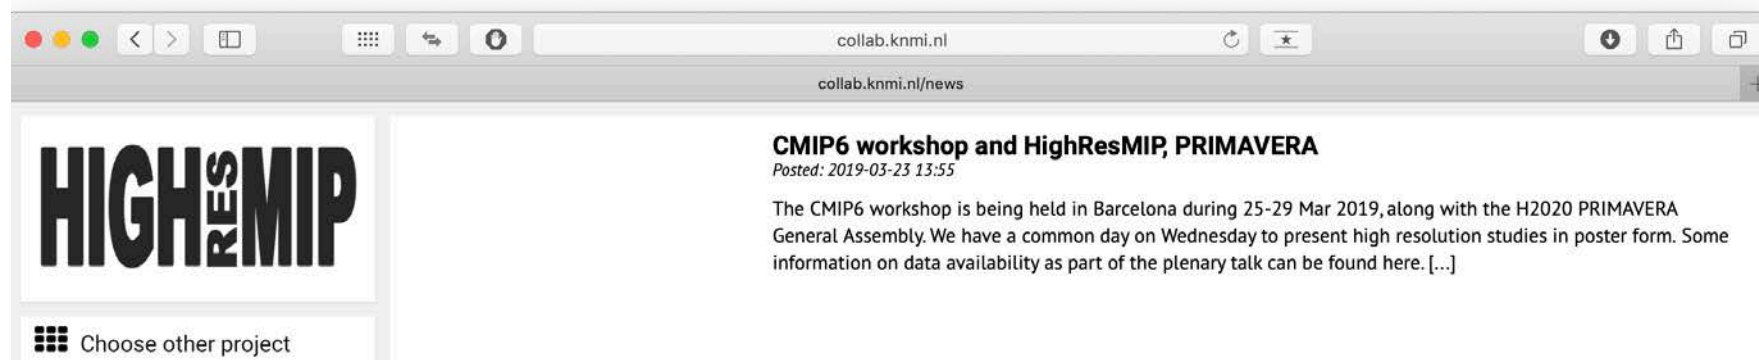 collab.knmi.nl
collab.knmi.nl/news
HIGHRESMIP
CMIP6 workshop and HighResMIP, PRIMAVERA
Posted: 2019-03-23 13:55
The CMIP6 workshop is being held in Barcelona during 25-29 Mar 2019, along with the H2020 PRIMAVERA
General Assembly. We have a common day on Wednesday to present high resolution studies in poster form. Some
information on data availability as part of the plenary talk can be found here. [...]
Choose other project